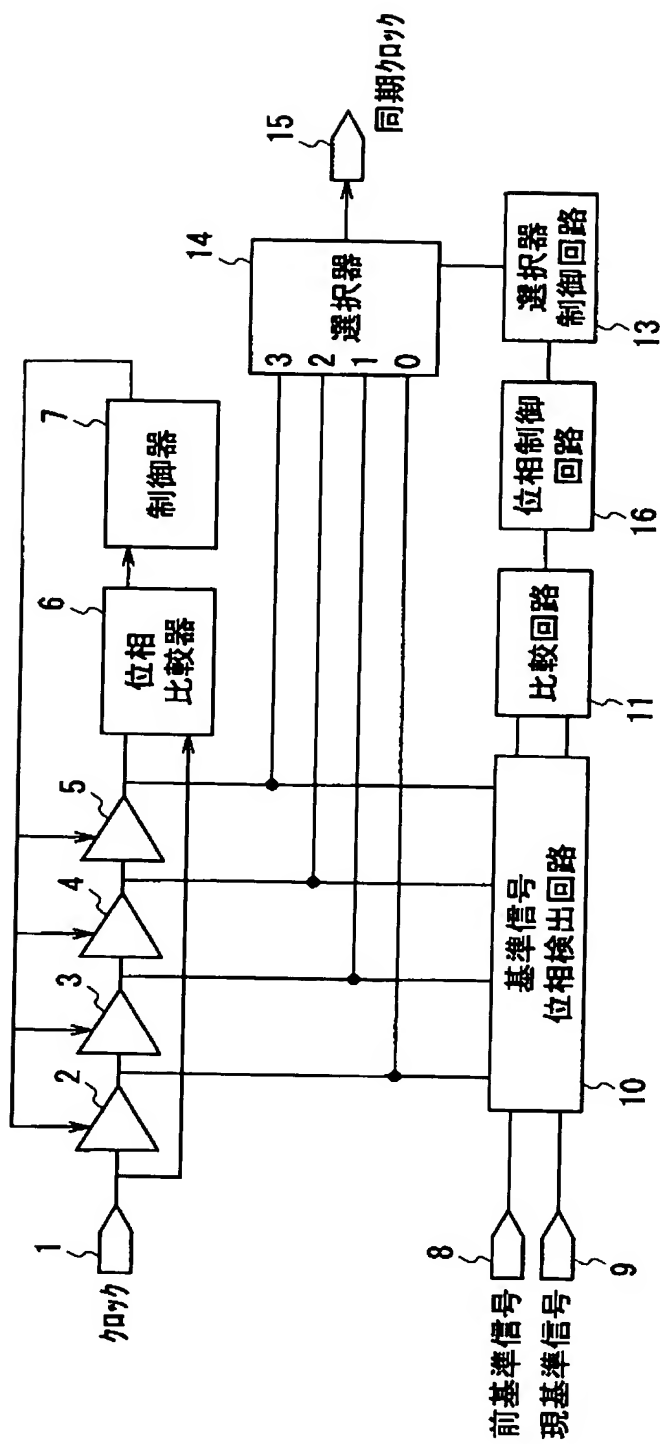 1
クロック
2
3
4
5
6
位相
比較器
7
制御器
14
3
2
1
0
選択器
15
同期クロック
8
前基準信号
現基準信号
9
基準信号
位相検出回路
10
比較回路
11
位相制御
回路
16
選択器
制御回路
13